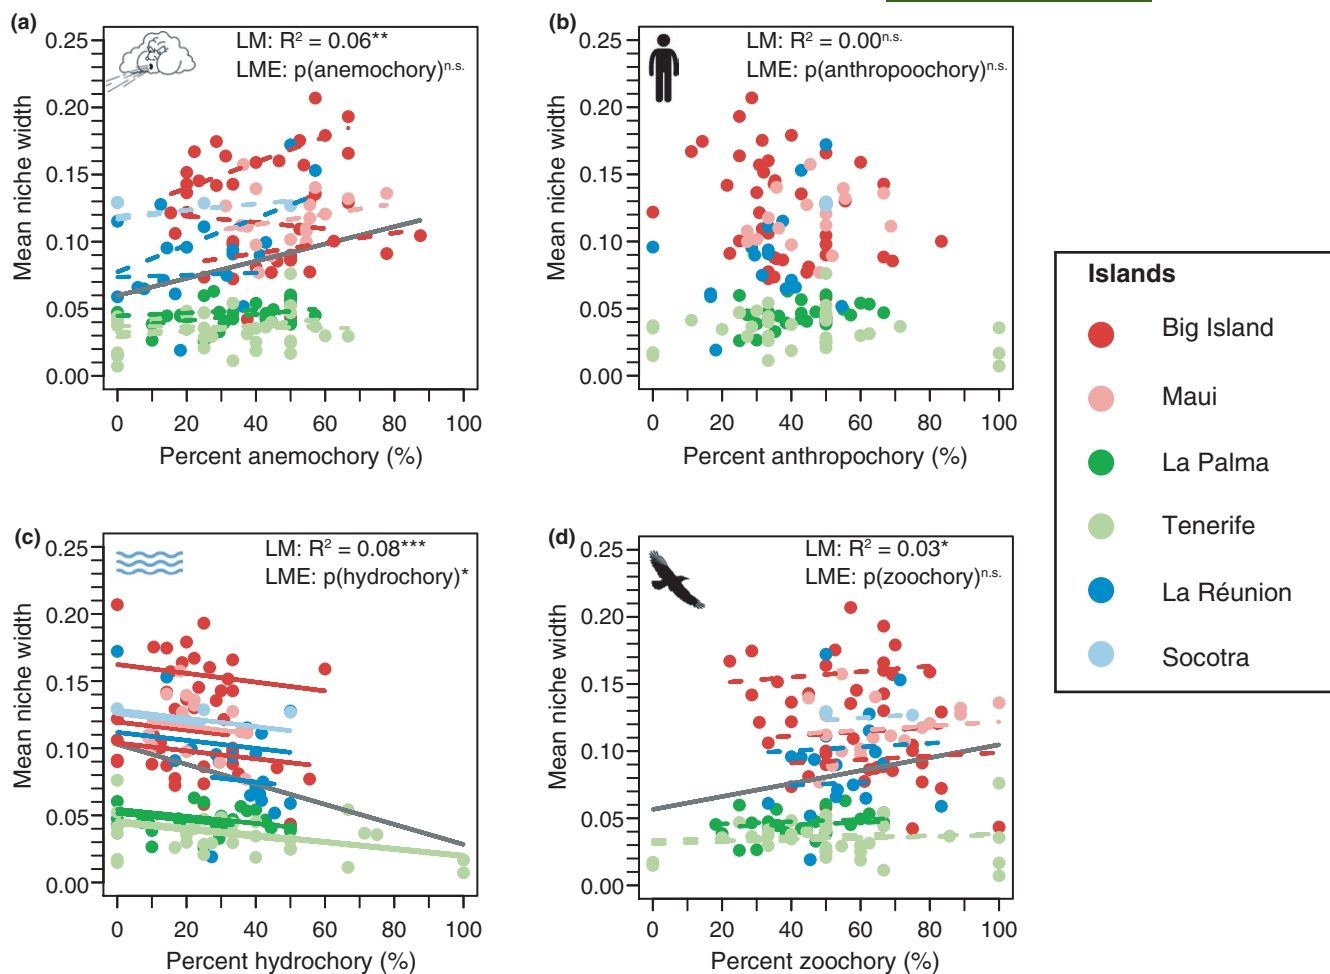 (a)
LM: R² = 0.06**
LME: p(anemochory)n.s.
Mean niche width
0.25
0.20
0.15
0.10
0.05
0.00
0 20 40 60 80 100
Percent anemochory (%)
(b)
LM: R² = 0.00n.s.
LME: p(anthropoochory)n.s.
Mean niche width
0.25
0.20
0.15
0.10
0.05
0.00
0 20 40 60 80 100
Percent anthropochory (%)
(c)
LM: R² = 0.08***
LME: p(hydrochory)*
Mean niche width
0.25
0.20
0.15
0.10
0.05
0.00
0 20 40 60 80 100
Percent hydrochory (%)
(d)
LM: R² = 0.03*
LME: p(zoochory)n.s.
Mean niche width
0.25
0.20
0.15
0.10
0.05
0.00
0 20 40 60 80 100
Percent zoochory (%)
Islands
Big Island
Maui
La Palma
Tenerife
La Réunion
Socotra